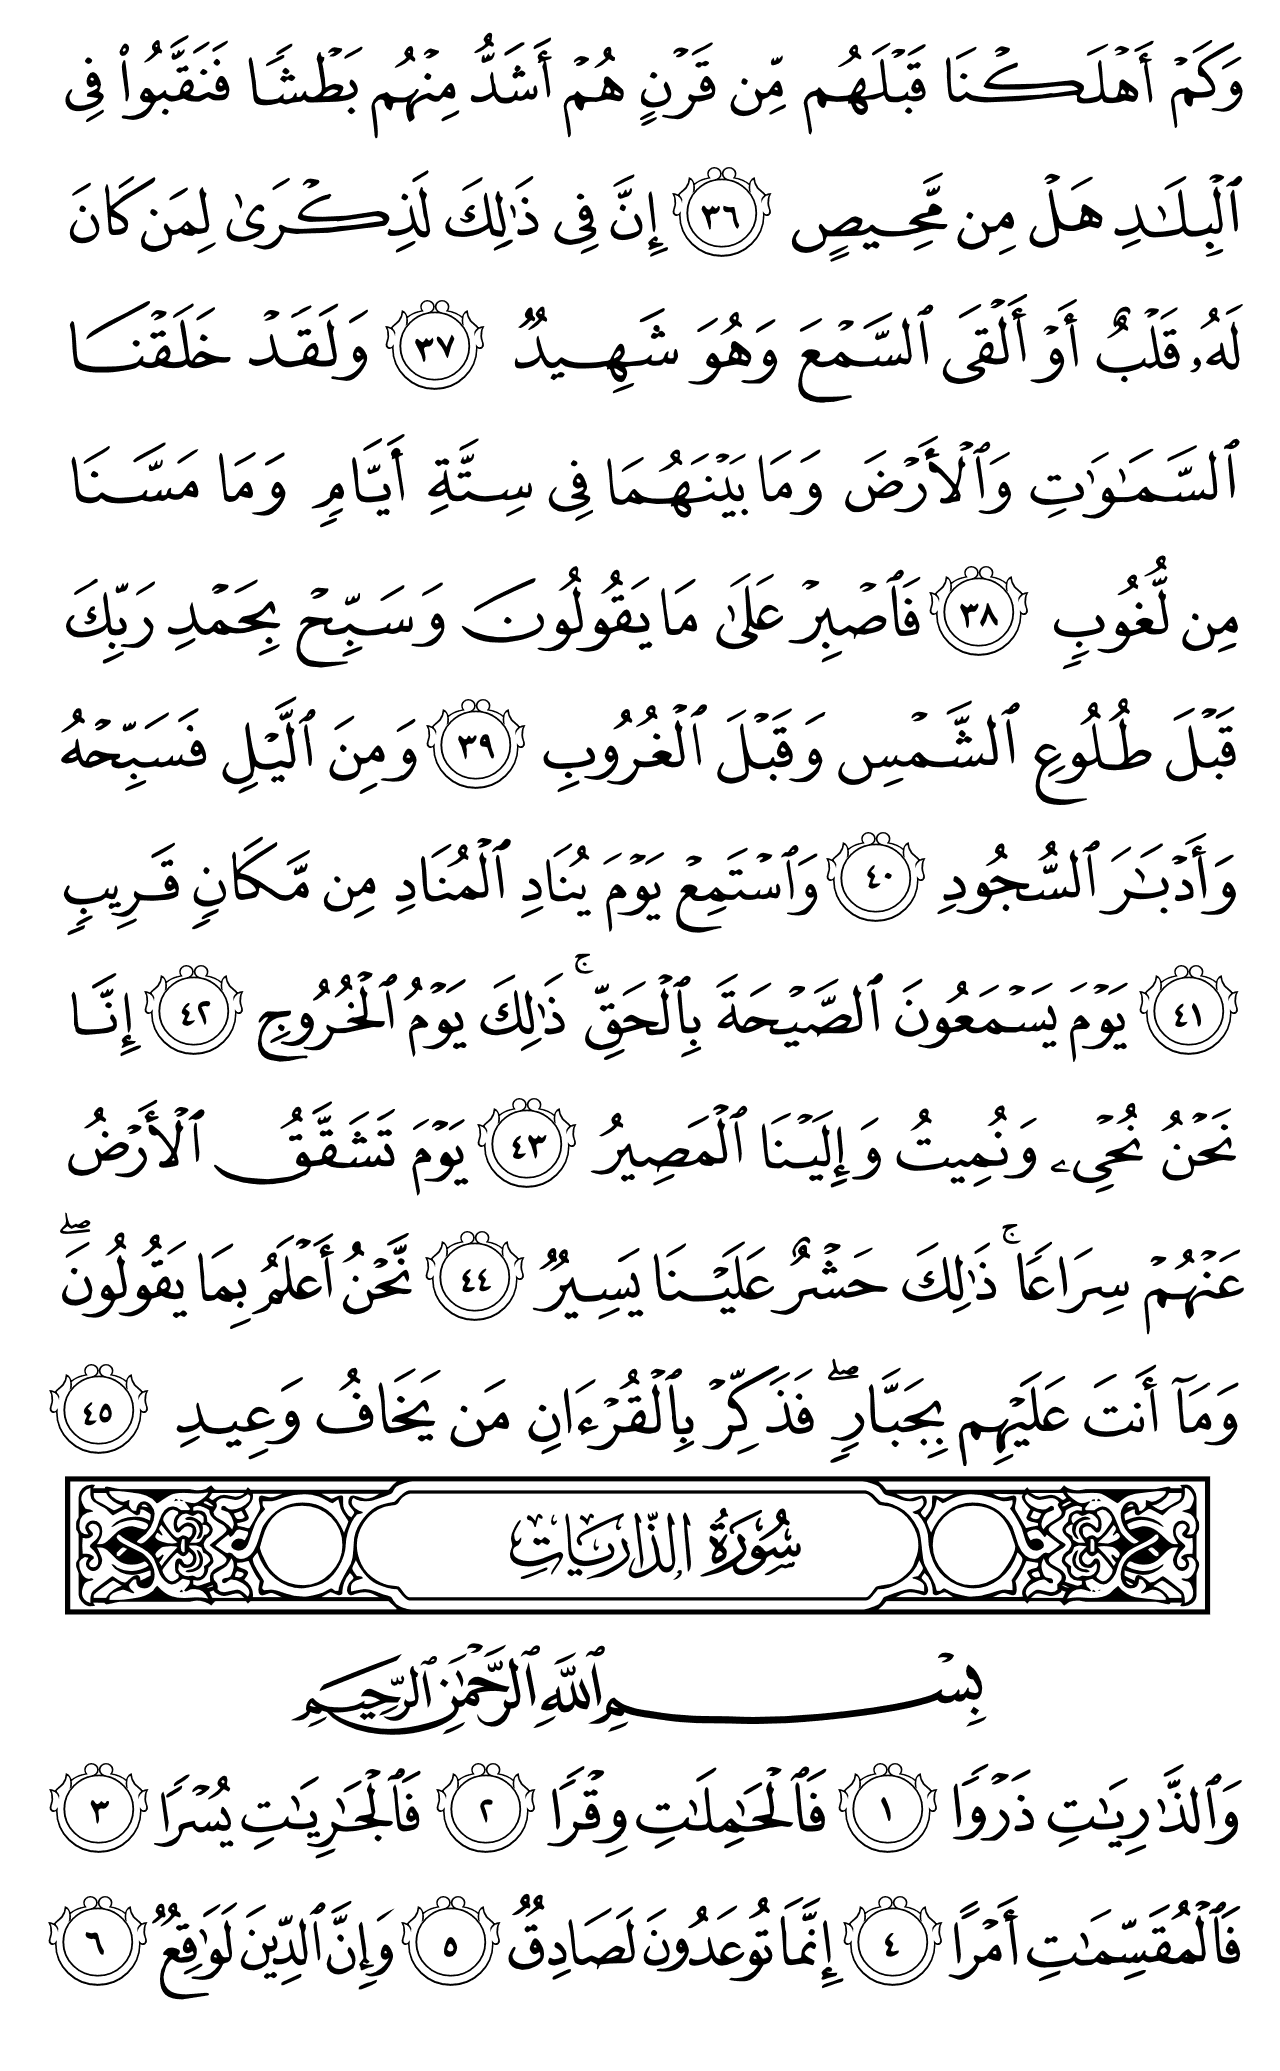 وَكَمۡ أَهۡلَكۡنَا قَبۡلَهُم مِّن قَرۡنٍ هُمۡ أَشَدُّ مِنۡهُم بَطۡشٗا فَنَقَّبُواْ فِي
ٱلۡبِلَٰدِ هَلۡ مِن مَّحِيصٍ ٣٦ إِنَّ فِي ذَٰلِكَ لَذِكۡرَىٰ لِمَن كَانَ
لَهُۥ قَلۡبٌ أَوۡ أَلۡقَى ٱلسَّمۡعَ وَهُوَ شَهِيدٞ ٣٧ وَلَقَدۡ خَلَقۡنَا
ٱلسَّمَٰوَٰتِ وَٱلۡأَرۡضَ وَمَا بَيۡنَهُمَا فِي سِتَّةِ أَيَّامٖ وَمَا مَسَّنَا
مِن لُّغُوبٖ ٣٨ فَٱصۡبِرۡ عَلَىٰ مَا يَقُولُونَ وَسَبِّحۡ بِحَمۡدِ رَبِّكَ
قَبۡلَ طُلُوعِ ٱلشَّمۡسِ وَقَبۡلَ ٱلۡغُرُوبِ ٣٩ وَمِنَ ٱلَّيۡلِ فَسَبِّحۡهُ
وَأَدۡبَٰرَ ٱلسُّجُودِ ٤٠ وَٱسۡتَمِعۡ يَوۡمَ يُنَادِ ٱلۡمُنَادِ مِن مَّكَانٖ قَرِيبٖ
٤١ يَوۡمَ يَسۡمَعُونَ ٱلصَّيۡحَةَ بِٱلۡحَقِّۚ ذَٰلِكَ يَوۡمُ ٱلۡخُرُوجِ ٤٢ إِنَّا
نَحۡنُ نُحۡيِۦ وَنُمِيتُ وَإِلَيۡنَا ٱلۡمَصِيرُ ٤٣ يَوۡمَ تَشَقَّقُ ٱلۡأَرۡضُ
عَنۡهُمۡ سِرَاعٗاۚ ذَٰلِكَ حَشۡرٌ عَلَيۡنَا يَسِيرٞ ٤٤ نَّحۡنُ أَعۡلَمُ بِمَا يَقُولُونَۖ
وَمَآ أَنتَ عَلَيۡهِم بِجَبَّارٖۖ فَذَكِّرۡ بِٱلۡقُرۡءَانِ مَن يَخَافُ وَعِيدِ ٤٥
سُورَةُ الذَّارِيَاتِ
بِسۡمِ ٱللَّهِ ٱلرَّحۡمَٰنِ ٱلرَّحِيمِ
وَٱلذَّٰرِيَٰتِ ذَرۡوٗا ١ فَٱلۡحَٰمِلَٰتِ وِقۡرٗا ٢ فَٱلۡجَٰرِيَٰتِ يُسۡرٗا ٣
فَٱلۡمُقَسِّمَٰتِ أَمۡرًا ٤ إِنَّمَا تُوعَدُونَ لَصَادِقٞ ٥ وَإِنَّ ٱلدِّينَ لَوَٰقِعٞ ٦